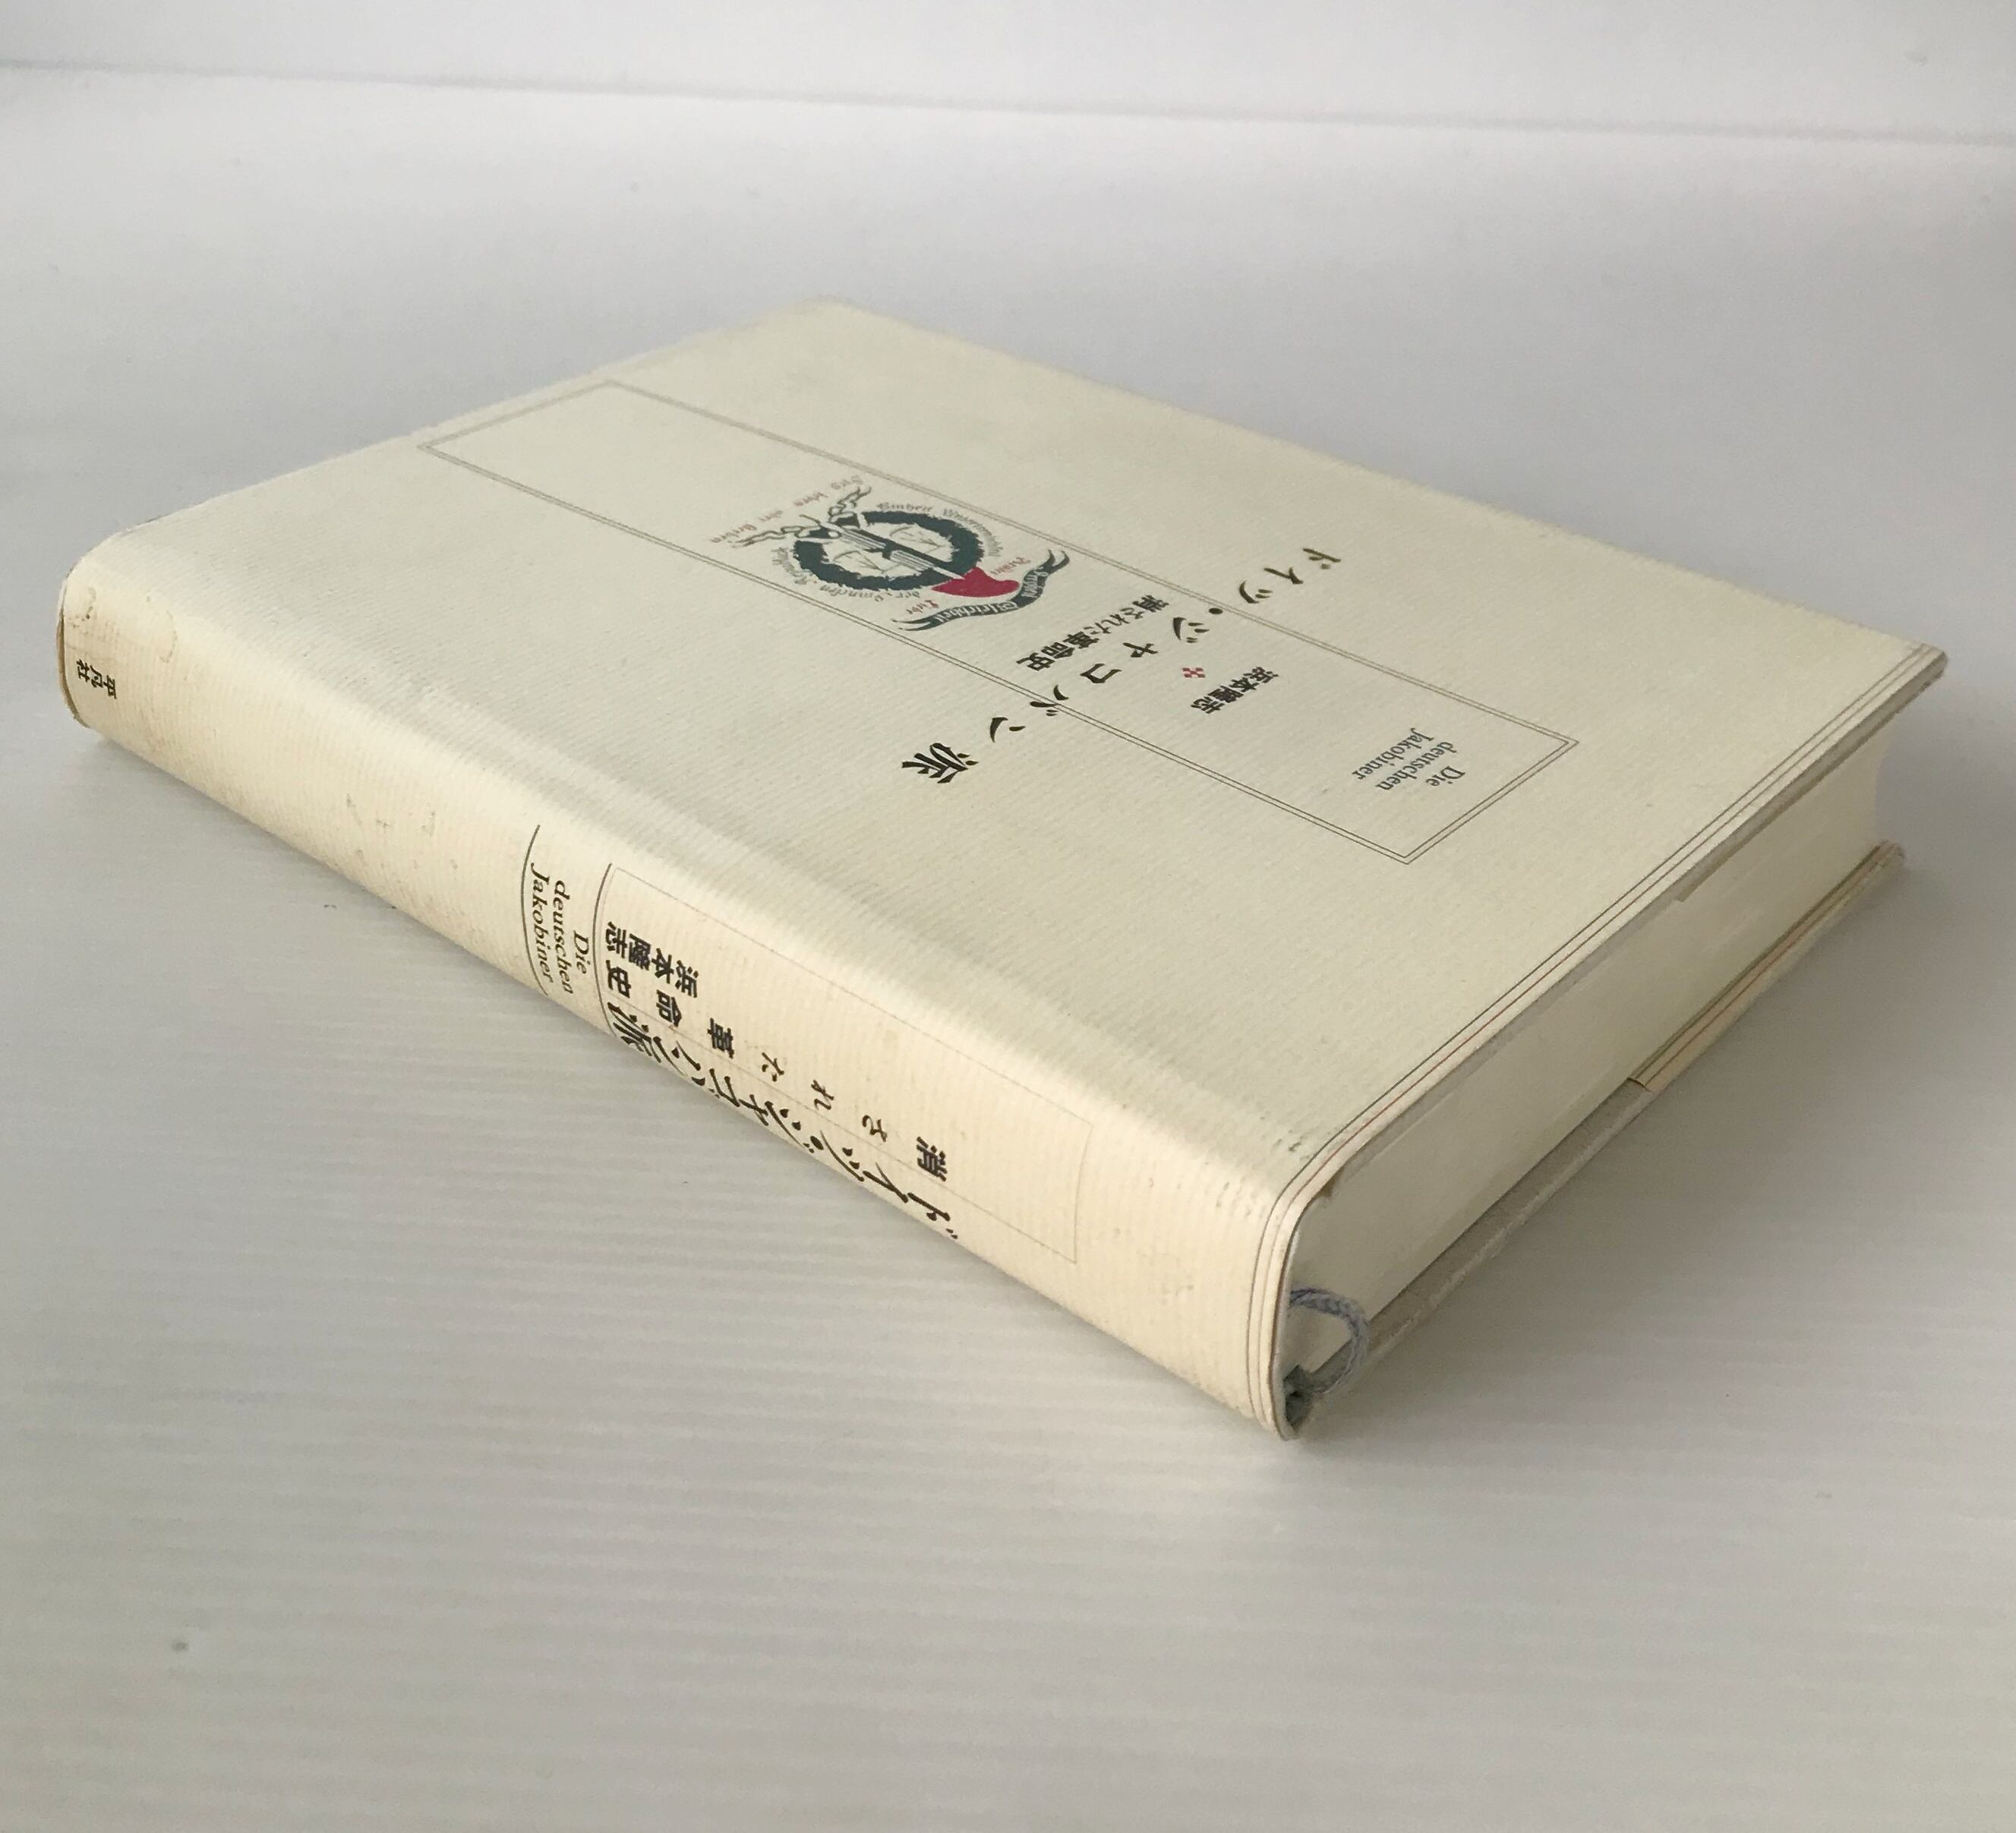 Die
deutschen
Jakobiner
浜本隆志
ドイツ・ジャコバン派
消された革命史
ドイツ・ジャコバン派
消された革命史
浜本隆志
Die
deutschen
Jakobiner
平凡社